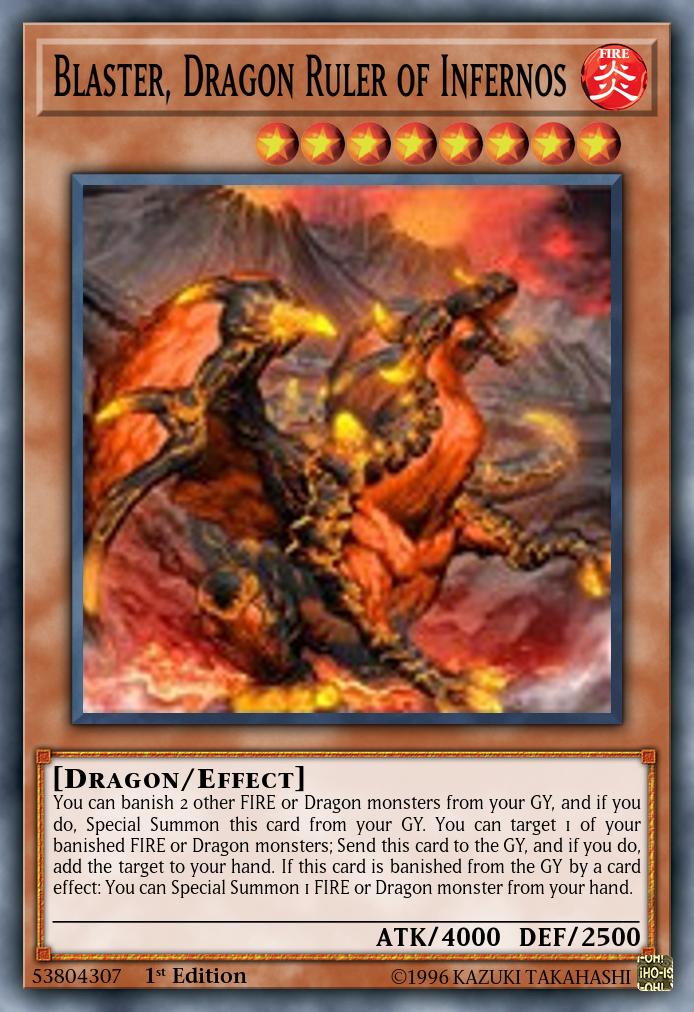 BLASTER, DRAGON RULER OF INFERNOS
FIRE
炎
[DRAGON/EFFECT]
You can banish 2 other FIRE or Dragon monsters from your GY, and if you
do, Special Summon this card from your GY. You can target 1 of your
banished FIRE or Dragon monsters; Send this card to the GY, and if you do,
add the target to your hand. If this card is banished from the GY by a card
effect: You can Special Summon 1 FIRE or Dragon monster from your hand.
ATK/4000 DEF/2500
53804307 1st Edition ©1996 KAZUKI TAKAHASHI